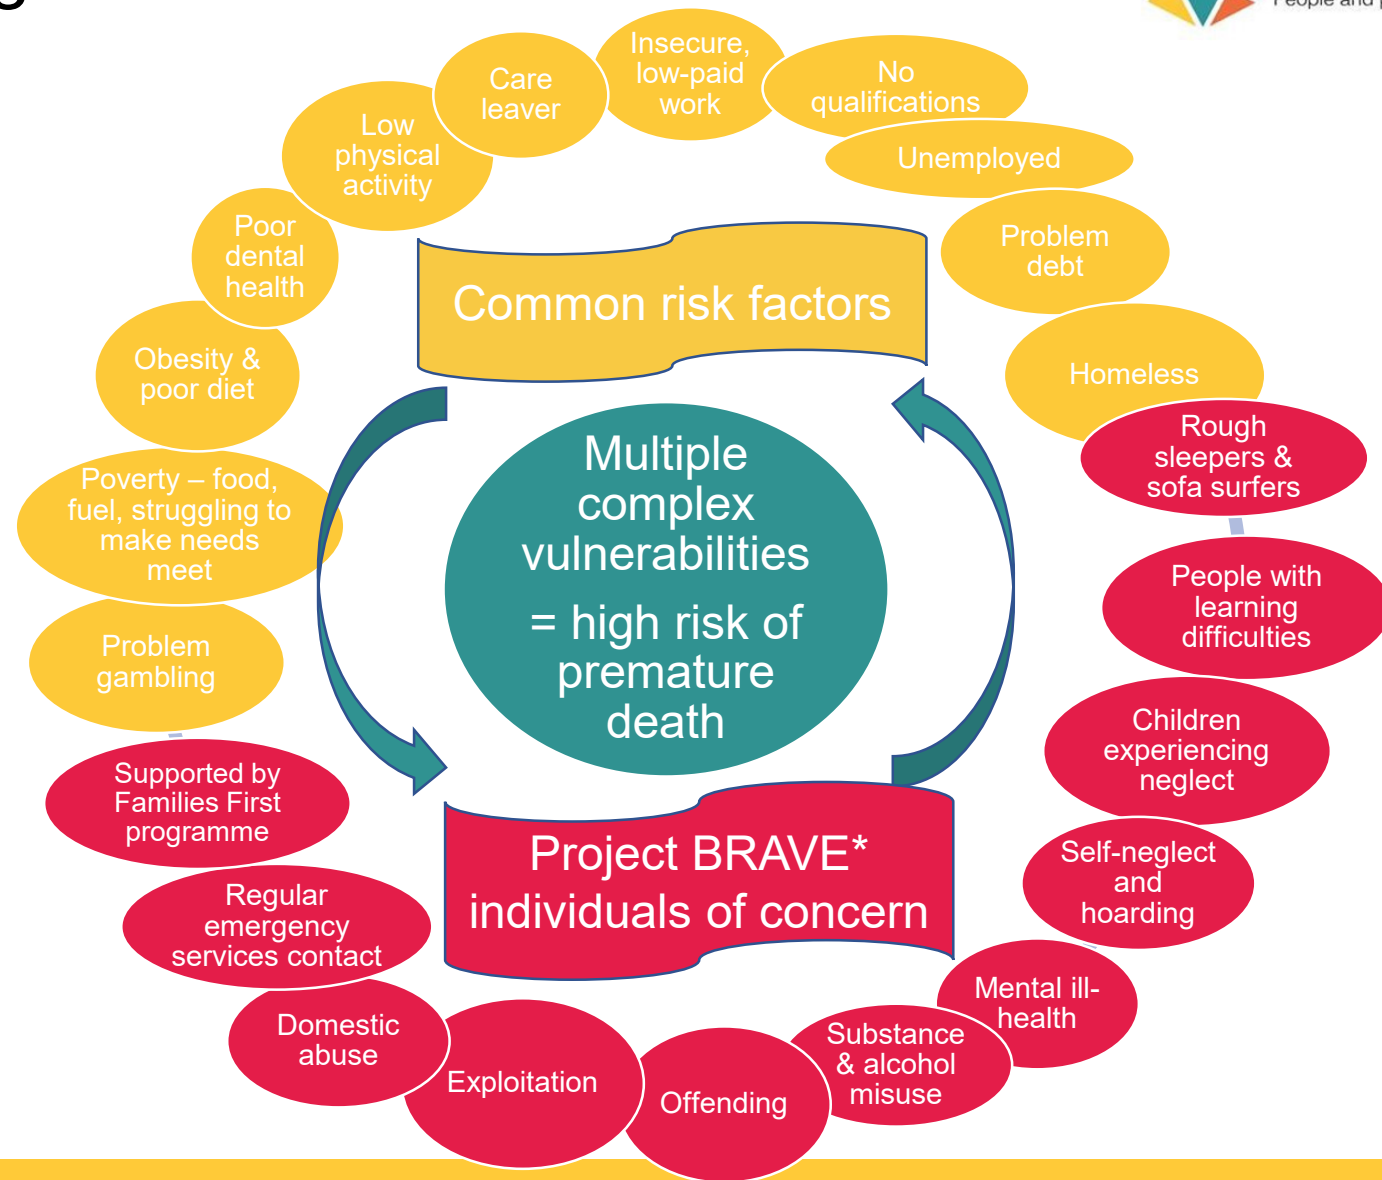 People and
Insecure,
low-paid
work
No
qualifications
Care
leaver
Low
physical
activity
Unemployed
Poor
dental
health
Problem
debt
Common risk factors
Obesity &
poor diet
Homeless
Rough
sleepers &
sofa surfers
Multiple
complex
vulnerabilities
= high risk of
premature
death
Poverty – food,
fuel, struggling to
make needs
meet
People with
learning
difficulties
Problem
gambling
Children
experiencing
neglect
Supported by
Families First
programme
Project BRAVE*
individuals of concern
Self-neglect
and
hoarding
Regular
emergency
services contact
Mental ill-
health
Domestic
abuse
Substance
& alcohol
misuse
Exploitation
Offending